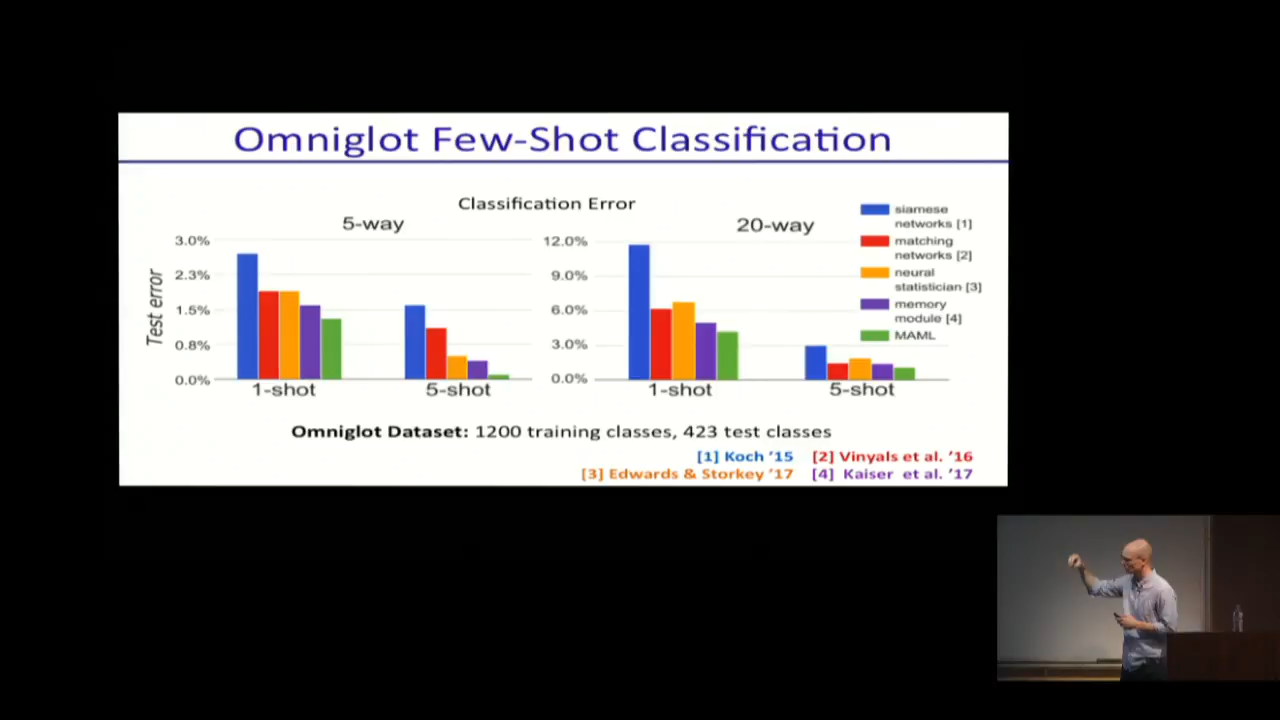 Omniglot Few-Shot Classification
Classification Error
5-way
20-way
Test error
3.0%
2.3%
1.5%
0.8%
0.0%
1-shot
5-shot
12.0%
9.0%
6.0%
3.0%
0.0%
1-shot
5-shot
siamese
networks [1]
matching
networks [2]
neural
statistician [3]
memory
module [4]
MAML
Omniglot Dataset: 1200 training classes, 423 test classes
[1] Koch '15 [2] Vinyals et al. '16
[3] Edwards & Storkey '17 [4] Kaiser et al. '17